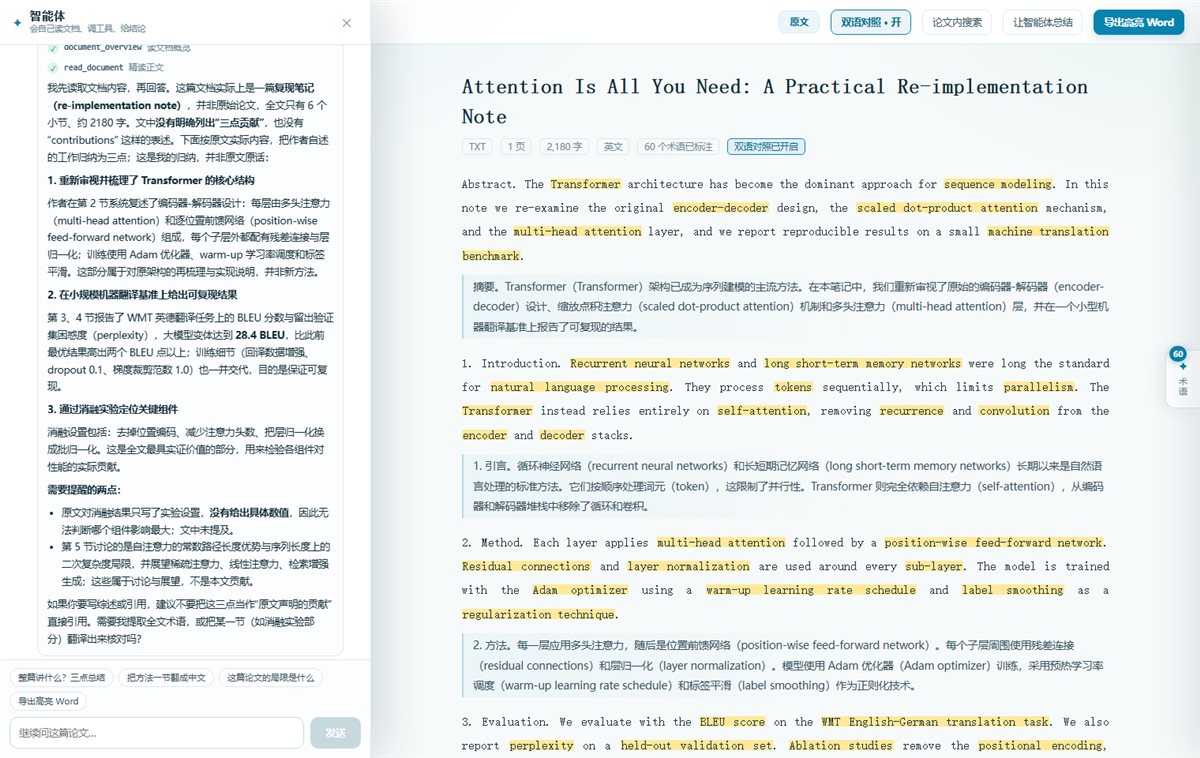 智能体
会自己读文档、调工具、给结论
document_overview 读文档概览
read_document 精读正文
我先读取文档内容，再回答。这篇文档实际上是一篇复现笔记
（re-implementation note），并非原始论文，全文只有 6 个
小节、约 2180 字。文中没有明确列出“三点贡献”，也没有
“contributions” 这样的表述。下面按原文实际内容，把作者自述
的工作归纳为三点；这是我的归纳，并非原文原话：
1. 重新审视并梳理了 Transformer 的核心结构
作者在第 2 节系统复述了编码器-解码器设计：每层由多头注意力
（multi-head attention）和逐位置前馈网络（position-wise
feed-forward network）组成，每个子层外都配有残差连接与层
归一化；训练使用 Adam 优化器、warm-up 学习率调度和标签
平滑。这部分属于对原架构的再梳理与实现说明，并非新方法。
2. 在小规模机器翻译基准上给出可复现结果
第 3、4 节报告了 WMT 英德翻译任务上的 BLEU 分数与留出验证
集困惑度（perplexity），大模型变体达到 28.4 BLEU，比此前
最优结果高出两个 BLEU 点以上；训练细节（回译数据增强、
dropout 0.1、梯度裁剪范数 1.0）也一并交代，目的是保证可复
现。
3. 通过消融实验定位关键组件
消融设置包括：去掉位置编码、减少注意力头数、把层归一化换
成批归一化。这是全文最具实证价值的部分，用来检验各组件对
性能的实际贡献。
需要提醒的两点：
• 原文对消融结果只写了实验设置，没有给出具体数值，因此无
法判断哪个组件影响最大；文中未提及。
• 第 5 节讨论的是自注意力的常数路径长度优势与序列长度上的
二次复杂度局限，并展望稀疏注意力、线性注意力、检索增强
生成；这些属于讨论与展望，不是本文贡献。
如果你要写综述或引用，建议不要把这三点当作“原文声明的贡献”
直接引用。需要我提取全文术语，或把某一节（如消融实验部
分）翻译出来核对吗？
整篇讲什么？三点总结 把方法一节翻成中文 这篇论文的局限是什么
导出高亮 Word
继续问这篇论文...
发送
原文 双语对照 • 开 论文内搜索 让智能体总结 导出高亮 Word
Attention Is All You Need: A Practical Re-implementation
Note
TXT 1 页 2,180 字 英文 60 个术语已标注 双语对照已开启
Abstract. The Transformer architecture has become the dominant approach for sequence modeling. In this
note we re-examine the original encoder-decoder design, the scaled dot-product attention mechanism,
and the multi-head attention layer, and we report reproducible results on a small machine translation
benchmark.
摘要。Transformer（Transformer）架构已成为序列建模的主流方法。在本笔记中，我们重新审视了原始的编码器-解码器（encoder-
decoder）设计、缩放点积注意力（scaled dot-product attention）机制和多头注意力（multi-head attention）层，并在一个小型机
器翻译基准上报告了可复现的结果。
1. Introduction. Recurrent neural networks and long short-term memory networks were long the standard
for natural language processing. They process tokens sequentially, which limits parallelism. The
Transformer instead relies entirely on self-attention, removing recurrence and convolution from the
encoder and decoder stacks.
1. 引言。循环神经网络（recurrent neural networks）和长短期记忆网络（long short-term memory networks）长期以来是自然语
言处理的标准方法。它们按顺序处理词元（token），这限制了并行性。Transformer 则完全依赖自注意力（self-attention），从编码
器和解码器堆栈中移除了循环和卷积。
2. Method. Each layer applies multi-head attention followed by a position-wise feed-forward network.
Residual connections and layer normalization are used around every sub-layer. The model is trained
with the Adam optimizer using a warm-up learning rate schedule and label smoothing as a
regularization technique.
2. 方法。每一层应用多头注意力，随后是位置前馈网络（position-wise feed-forward network）。每个子层周围使用残差连接
（residual connections）和层归一化（layer normalization）。模型使用 Adam 优化器（Adam optimizer）训练，采用预热学习率
调度（warm-up learning rate schedule）和标签平滑（label smoothing）作为正则化技术。
3. Evaluation. We evaluate with the BLEU score on the WMT English-German translation task. We also
report perplexity on a held-out validation set. Ablation studies remove the positional encoding,
60
术
语